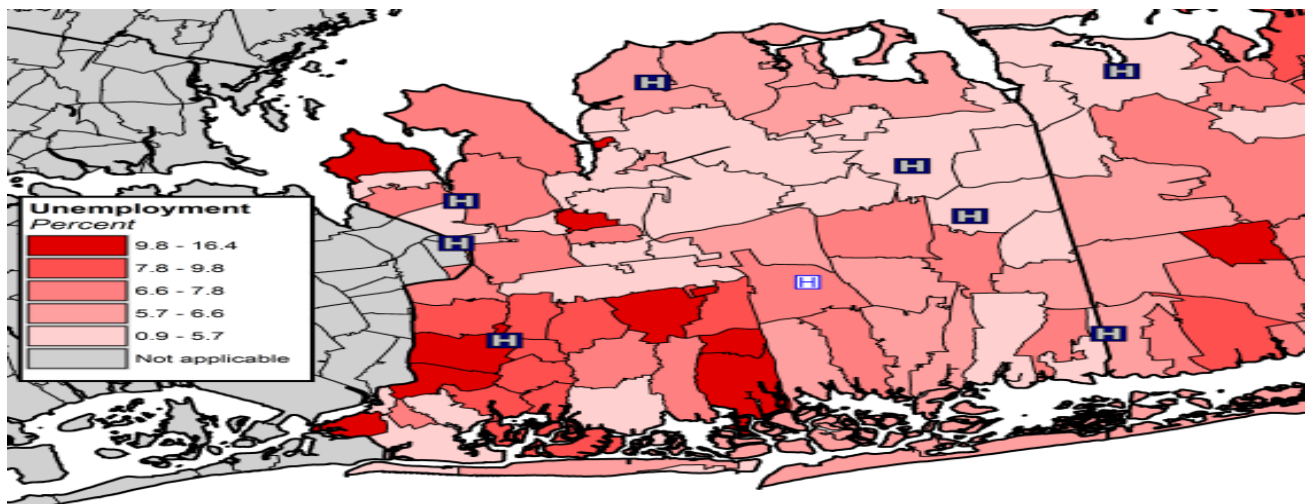 H
H
H
H
H
H
Unemployment
Percent
9.8 - 16.4
7.8 - 9.8
6.6 - 7.8
5.7 - 6.6
0.9 - 5.7
Not applicable
H
H
H